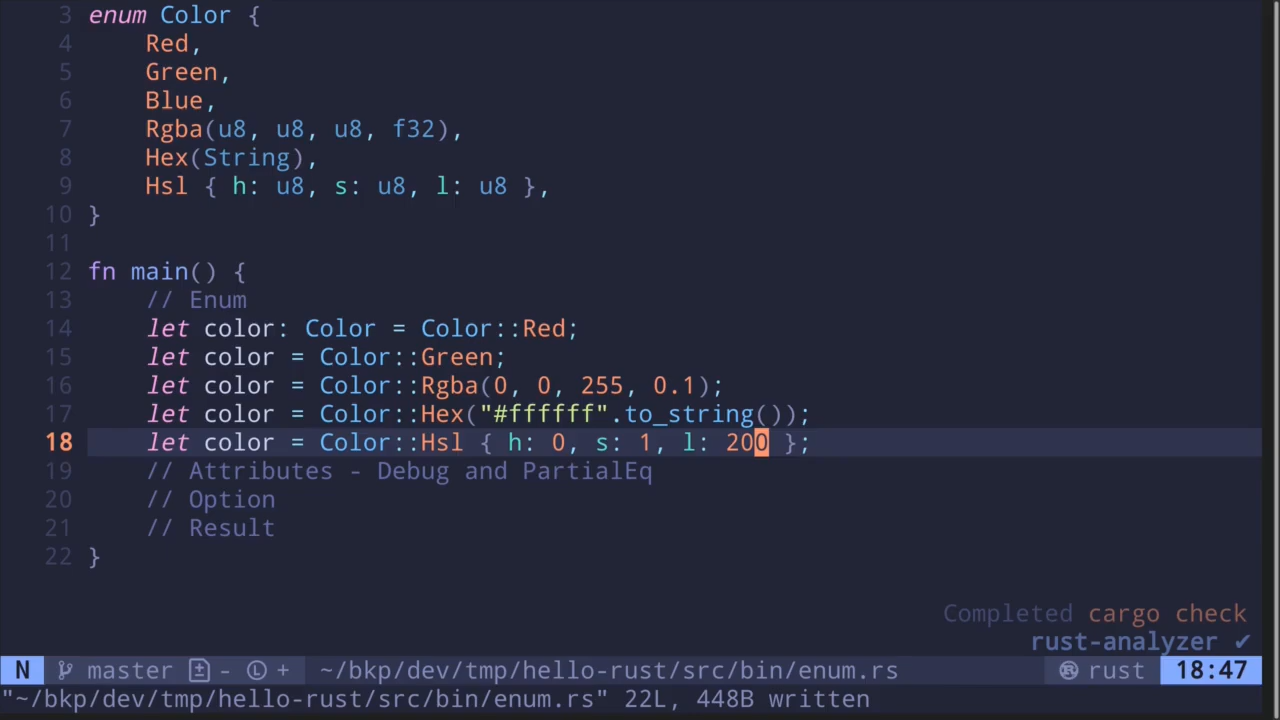 3 enum Color {
4     Red,
5     Green,
6     Blue,
7     Rgba(u8, u8, u8, f32),
8     Hex(String),
9     Hsl { h: u8, s: u8, l: u8 },
10 }
11
12 fn main() {
13     // Enum
14     let color: Color = Color::Red;
15     let color = Color::Green;
16     let color = Color::Rgba(0, 0, 255, 0.1);
17     let color = Color::Hex("#ffffff".to_string());
18     let color = Color::Hsl { h: 0, s: 1, l: 200 };
19     // Attributes - Debug and PartialEq
20     // Option
21     // Result
22 }
Completed cargo check
rust-analyzer ✔
N master - L + ~/bkp/dev/tmp/hello-rust/src/bin/enum.rs R rust 18:47
"~/bkp/dev/tmp/hello-rust/src/bin/enum.rs" 22L, 448B written